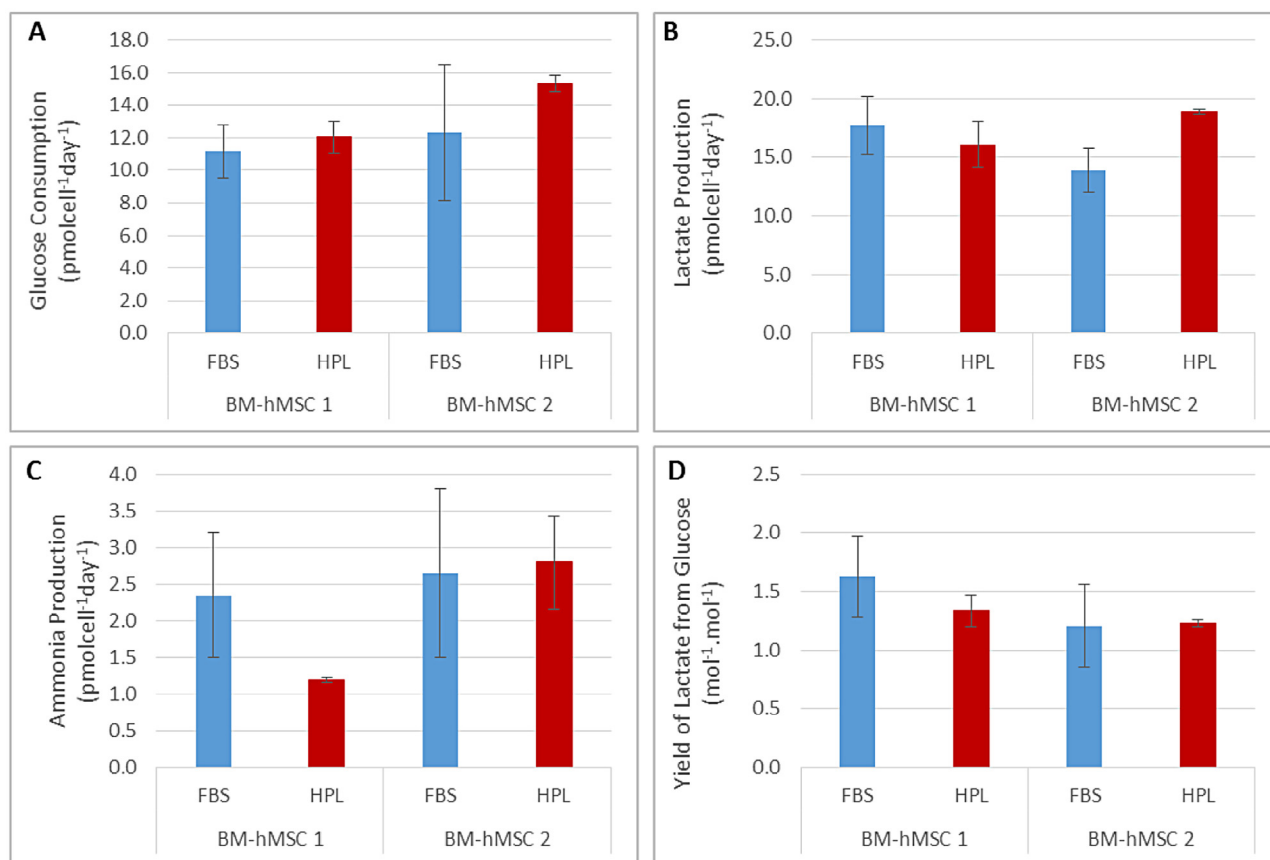 A
Glucose Consumption
(pmolcell⁻¹day⁻¹)
18.0
16.0
14.0
12.0
10.0
8.0
6.0
4.0
2.0
0.0
FBS HPL FBS HPL
BM-hMSC 1 BM-hMSC 2
B
Lactate Production
(pmolcell⁻¹day⁻¹)
25.0
20.0
15.0
10.0
5.0
0.0
FBS HPL FBS HPL
BM-hMSC 1 BM-hMSC 2
C
Ammonia Production
(pmolcell⁻¹day⁻¹)
4.0
3.5
3.0
2.5
2.0
1.5
1.0
0.5
0.0
FBS HPL FBS HPL
BM-hMSC 1 BM-hMSC 2
D
Yield of Lactate from Glucose
(mol⁻¹.mol⁻¹)
2.5
2.0
1.5
1.0
0.5
0.0
FBS HPL FBS HPL
BM-hMSC 1 BM-hMSC 2